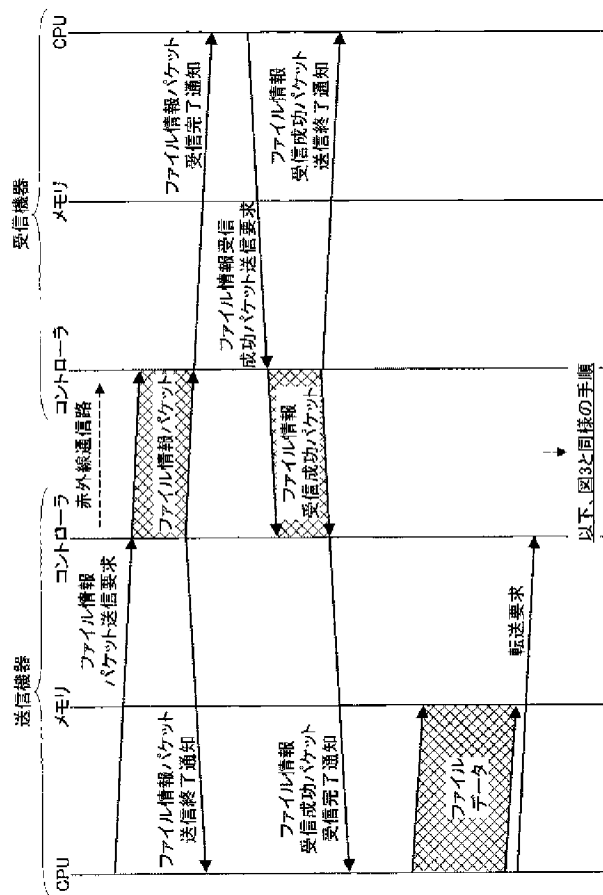 送信機器
受信機器
CPU
メモリ
コントローラ
コントローラ
メモリ
CPU
赤外線通信路
ファイル情報
パケット送信要求
ファイル情報パケット
ファイル情報パケット
送信終了通知
ファイル情報パケット
受信完了通知
ファイル情報受信
成功パケット送信要求
ファイル情報
受信成功パケット
ファイル情報
受信成功パケット
受信完了通知
ファイル情報
受信成功パケット
送信終了通知
ファイル
データ
転送要求
以下、図3と同様の手順